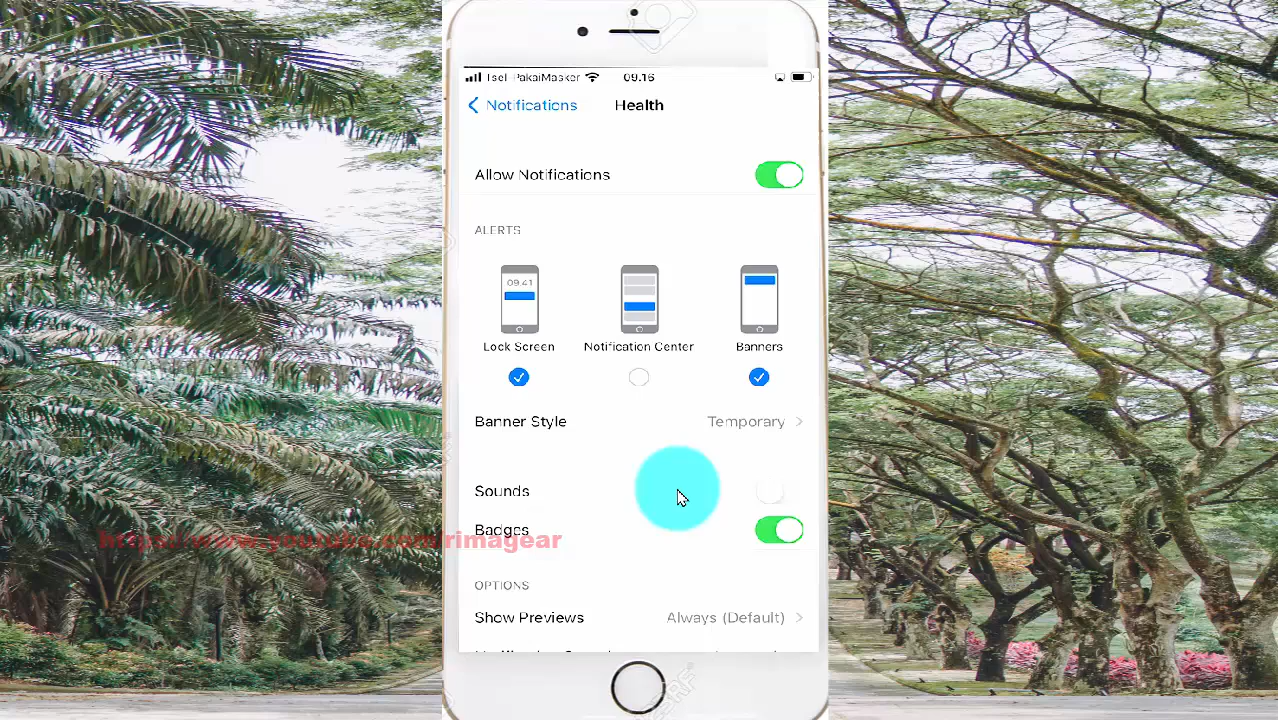 Tsel-PakaiMasker 09.16
Notifications Health
Allow Notifications
ALERTS
09.41
Lock Screen Notification Center Banners
Banner Style Temporary
Sounds
Badges
https://www.youtube.com/rimagear
OPTIONS
Show Previews Always (Default)